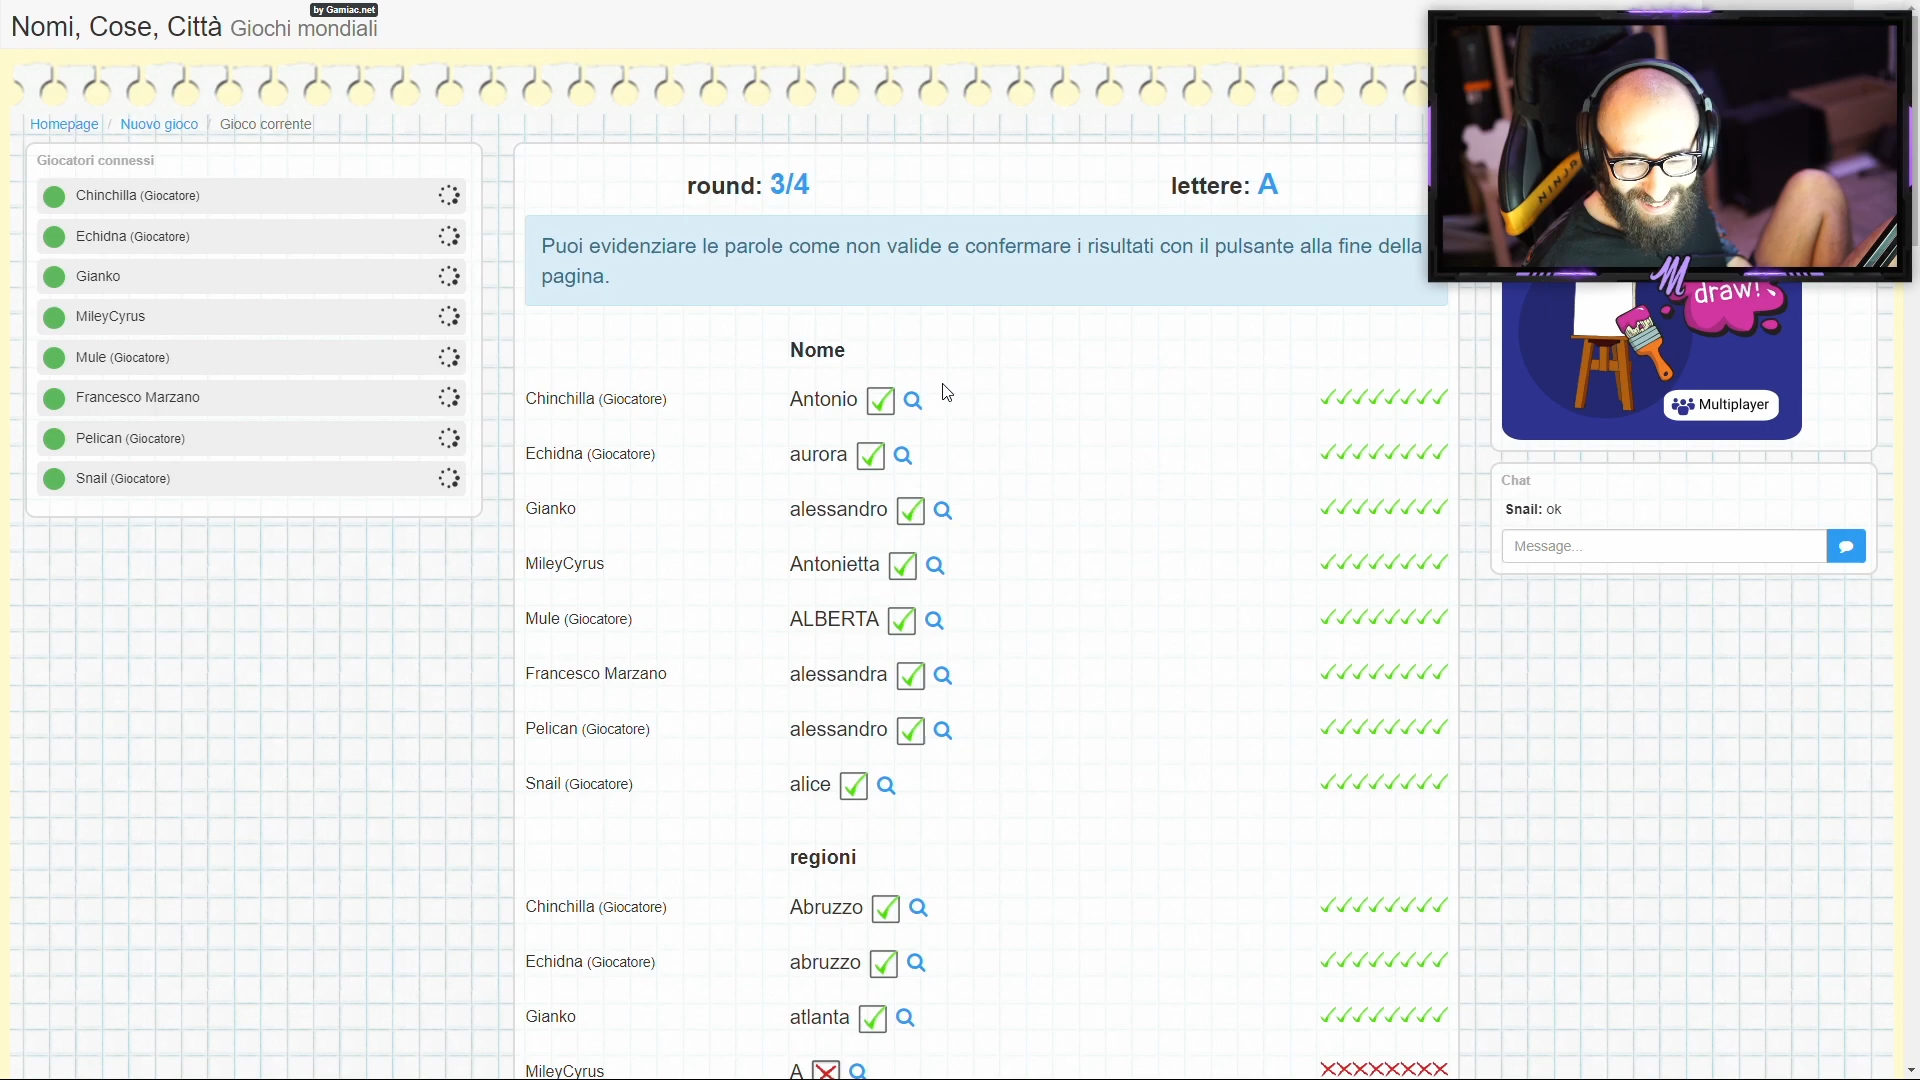 by Gamiac.net
Nomi, Cose, Città Giochi mondiali
Homepage / Nuovo gioco / Gioco corrente
Giocatori connessi
Chinchilla (Giocatore)
Echidna (Giocatore)
Gianko
MileyCyrus
Mule (Giocatore)
Francesco Marzano
Pelican (Giocatore)
Snail (Giocatore)
round: 3/4
lettere: A
Puoi evidenziare le parole come non valide e confermare i risultati con il pulsante alla fine della
pagina.
Nome
Chinchilla (Giocatore) Antonio
Echidna (Giocatore) aurora
Gianko alessandro
MileyCyrus Antonietta
Mule (Giocatore) ALBERTA
Francesco Marzano alessandra
Pelican (Giocatore) alessandro
Snail (Giocatore) alice
regioni
Chinchilla (Giocatore) Abruzzo
Echidna (Giocatore) abruzzo
Gianko atlanta
MileyCyrus A
NINJA
M
draw!
Multiplayer
Chat
Snail: ok
Message...